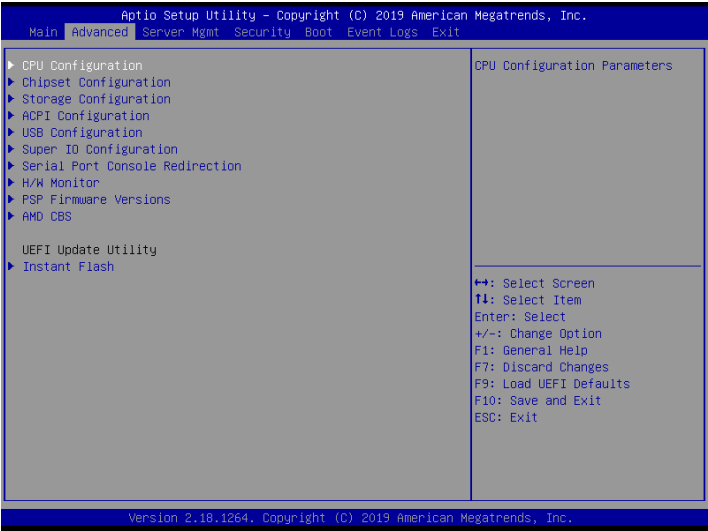 Aptio Setup Utility – Copyright (C) 2019 American Megatrends, Inc.
Main Advanced Server Mgmt Security Boot Event Logs Exit
CPU Configuration
Chipset Configuration
Storage Configuration
ACPI Configuration
USB Configuration
Super IO Configuration
Serial Port Console Redirection
H/W Monitor
PSP Firmware Versions
AMD CBS
UEFI Update Utility
Instant Flash
CPU Configuration Parameters
↔: Select Screen
↑↓: Select Item
Enter: Select
+/-: Change Option
F1: General Help
F7: Discard Changes
F9: Load UEFI Defaults
F10: Save and Exit
ESC: Exit
Version 2.18.1264. Copyright (C) 2019 American Megatrends, Inc.